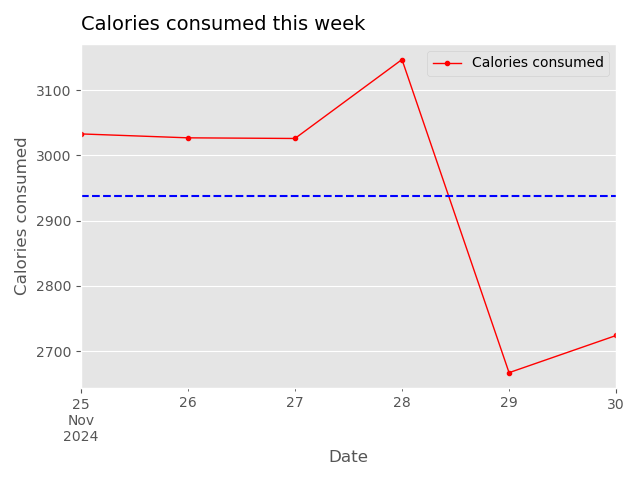 Calories consumed this week
Calories consumed
3100
3000
2900
2800
2700
Calories consumed
25
Nov
2024
26
27
28
29
30
Date